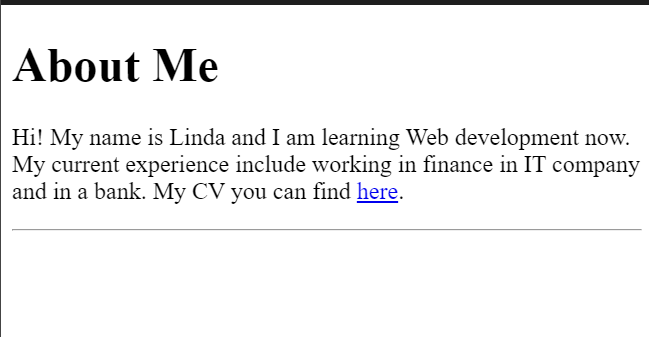 About Me
Hi! My name is Linda and I am learning Web development now.
My current experience include working in finance in IT company
and in a bank. My CV you can find here.